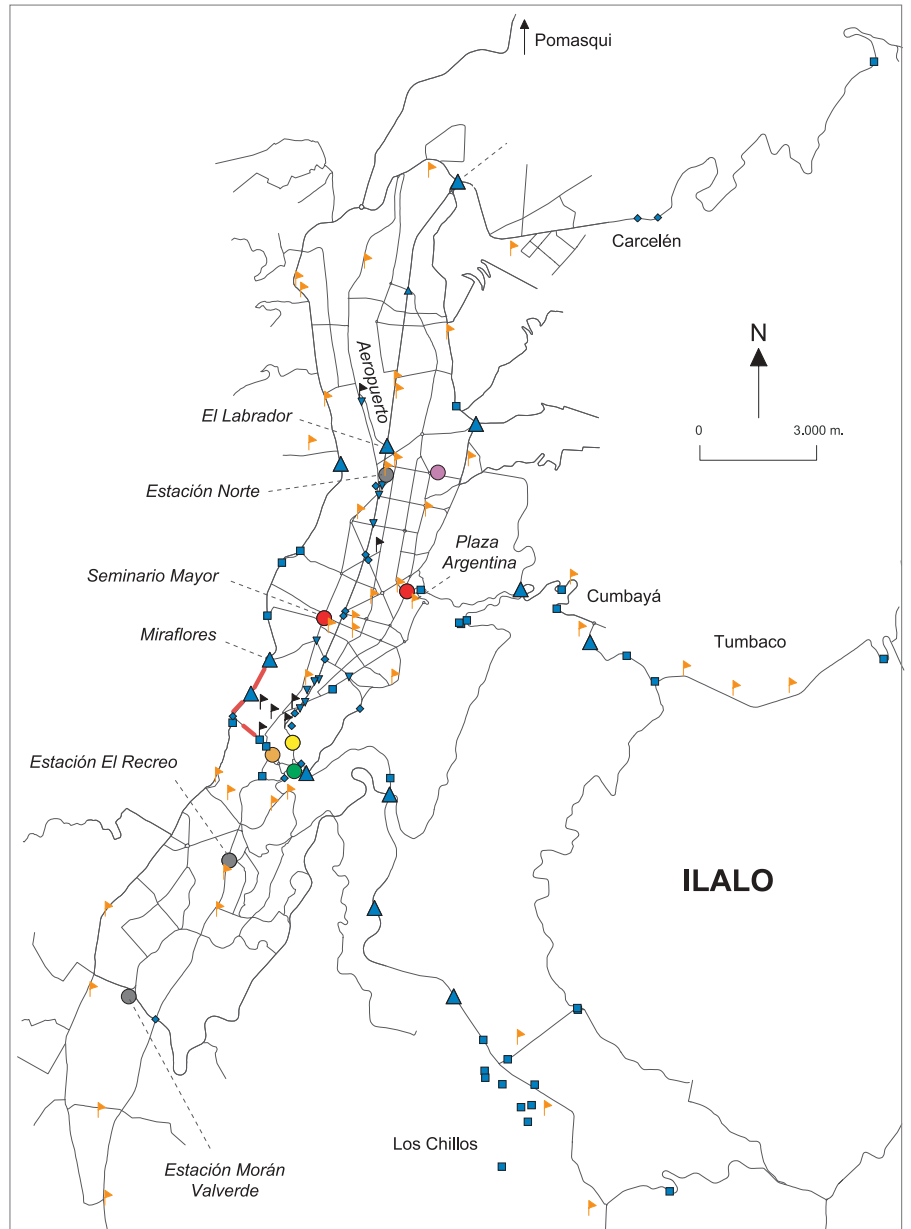 Pomasqui
Carcelén
N
Aeropuerto
0
3.000 m.
El Labrador
Estación Norte
Plaza
Argentina
Seminario Mayor
Cumbayá
Miraflores
Tumbaco
Estación El Recreo
ILALO
Los Chillos
Estación Morán
Valverde